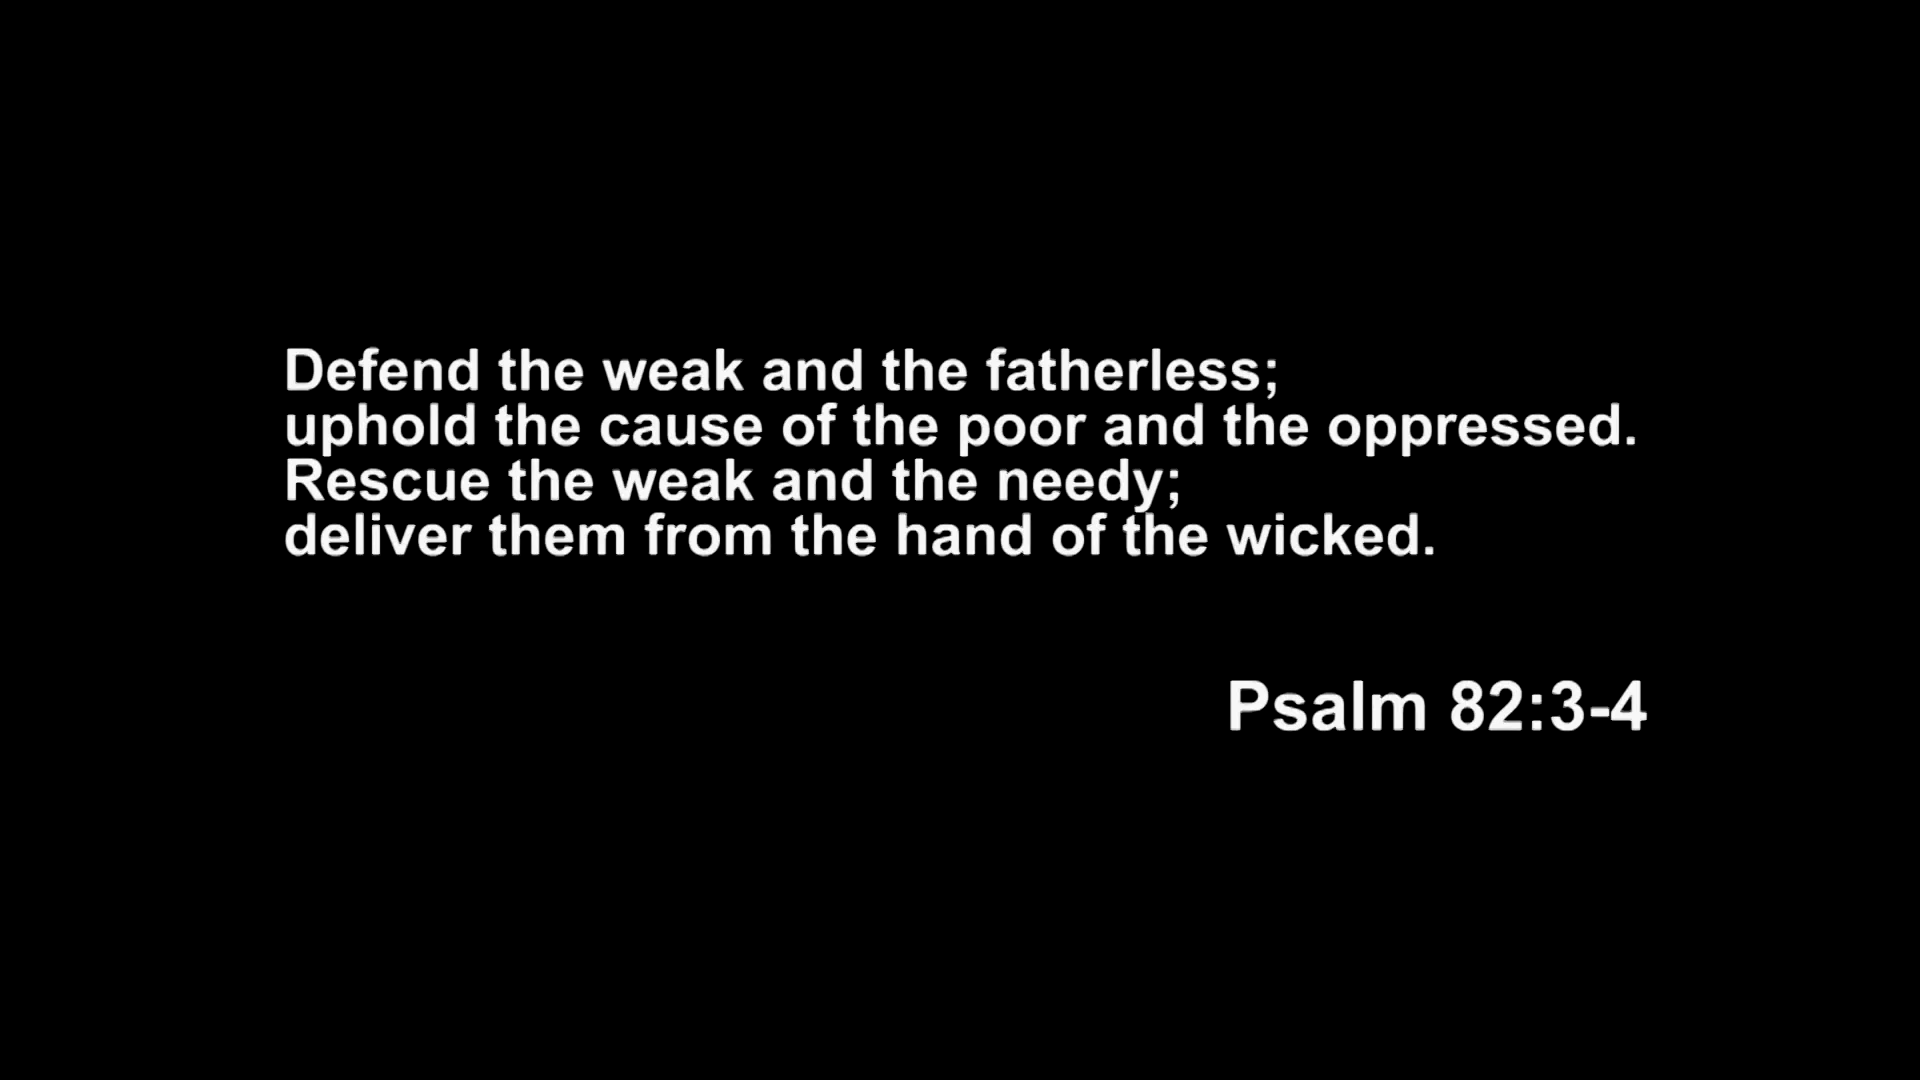 Defend the weak and the fatherless;
uphold the cause of the poor and the oppressed.
Rescue the weak and the needy;
deliver them from the hand of the wicked.
Psalm 82:3-4